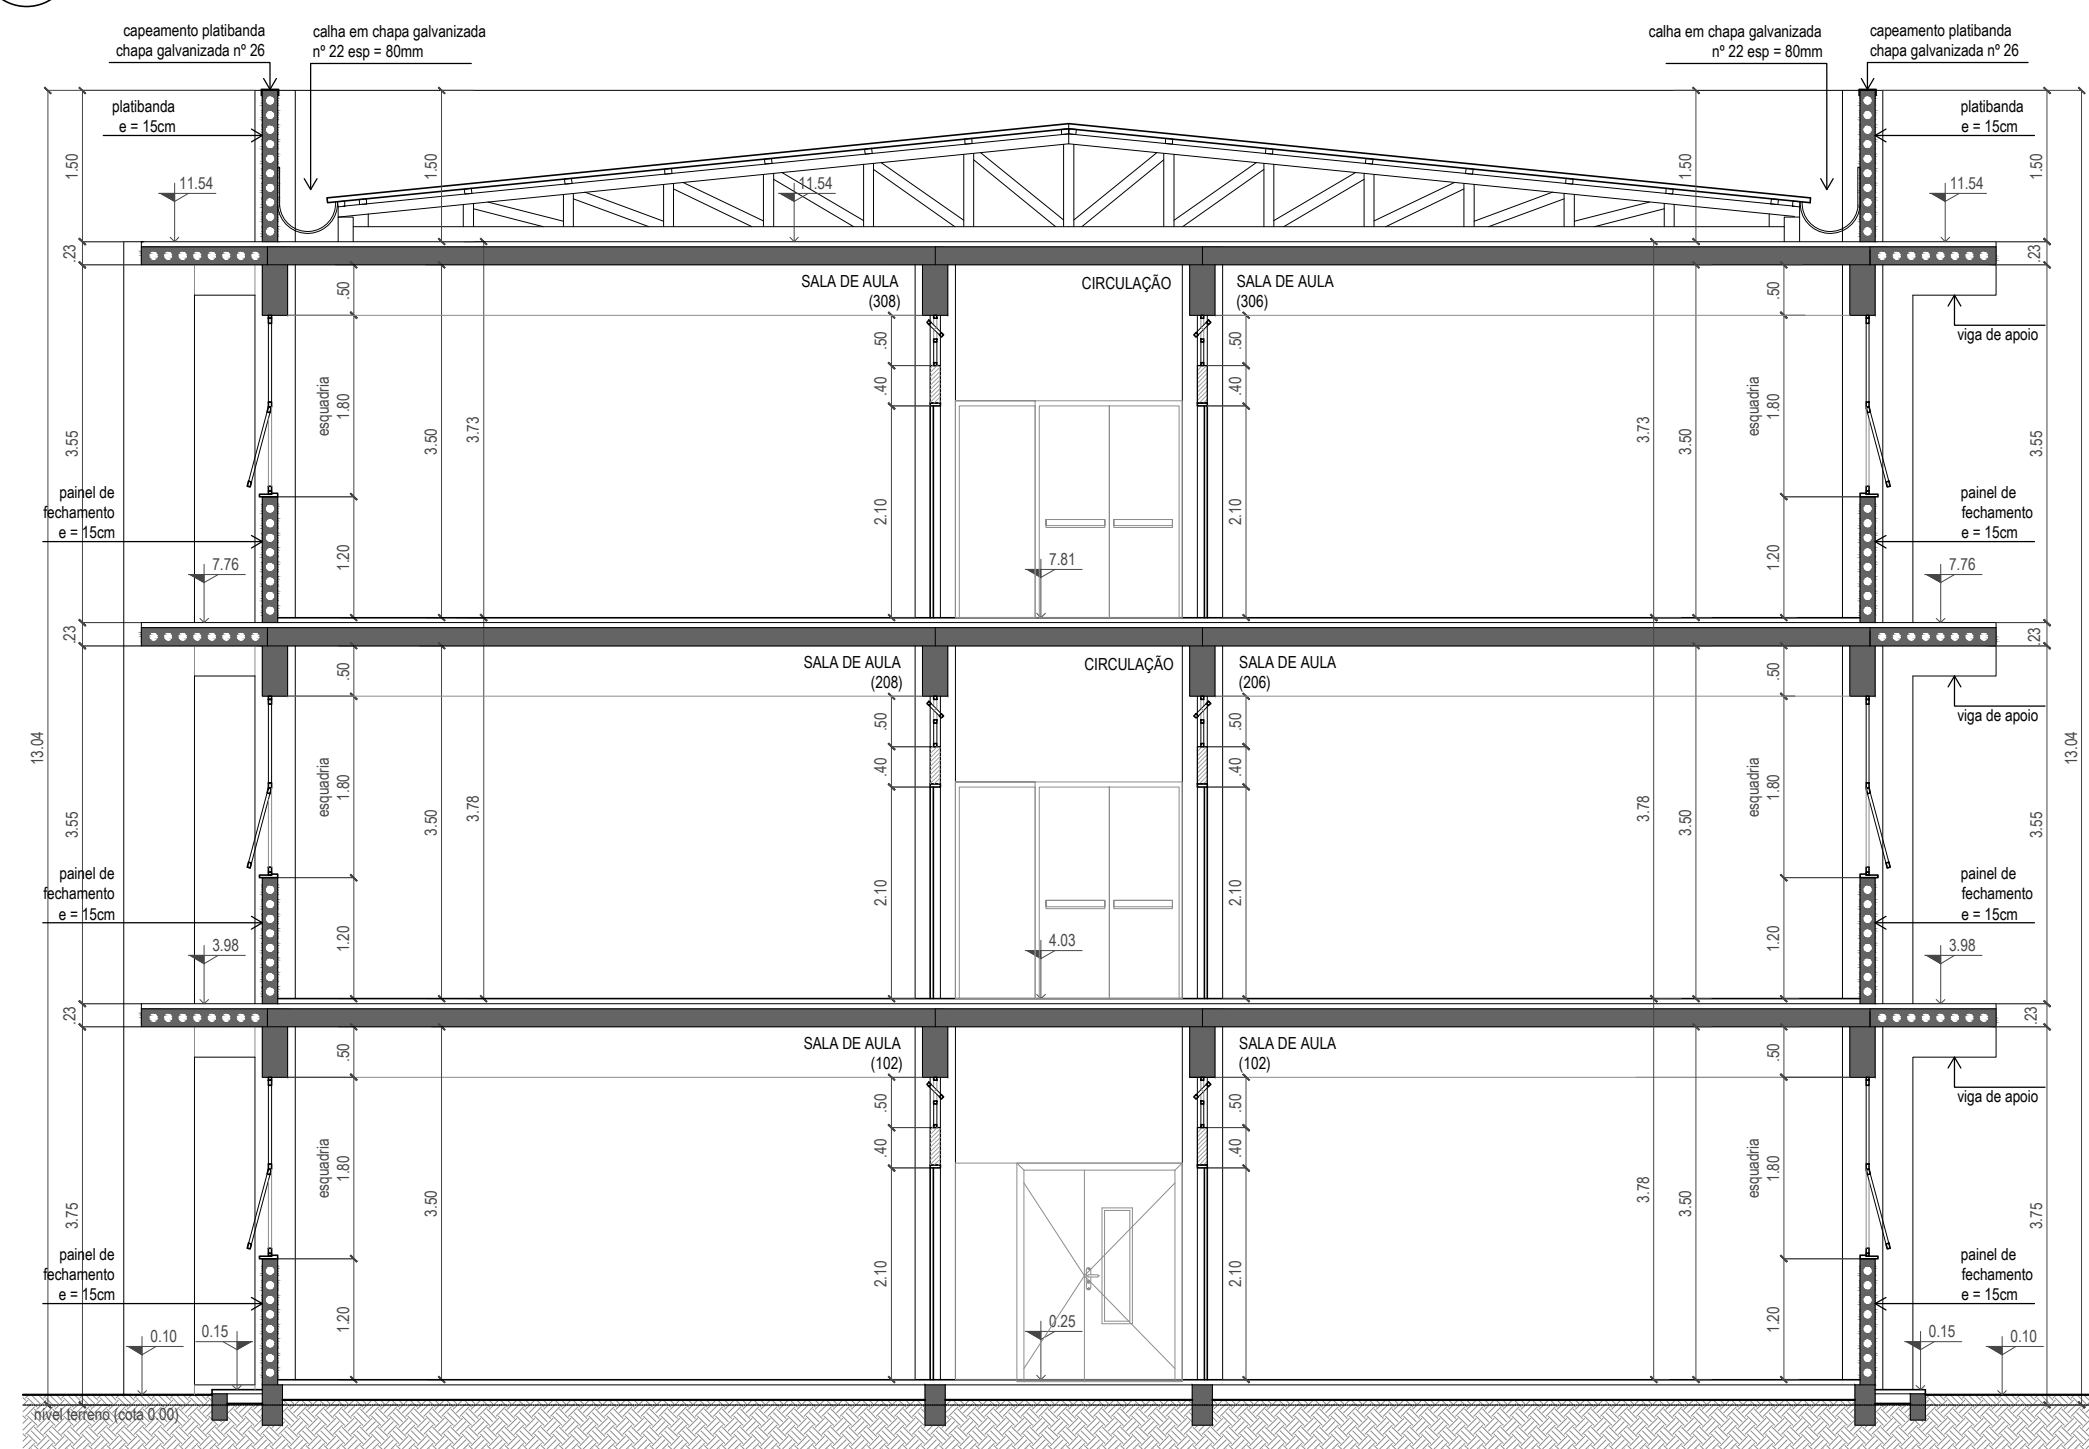 capeamento platibanda
chapa galvanizada nº 26
calha em chapa galvanizada
nº 22 esp = 80mm
calha em chapa galvanizada
nº 22 esp = 80mm
capeamento platibanda
chapa galvanizada nº 26
platibanda
e = 15cm
platibanda
e = 15cm
1.50
1.50
1.50
1.50
11.54
11.54
11.54
.23
.23
SALA DE AULA
(308)
CIRCULAÇÃO
SALA DE AULA
(306)
.50
.50
viga de apoio
.50
.50
.40
.40
esquadria
1.80
esquadria
1.80
3.55
3.50
3.73
3.73
3.50
3.55
painel de
fechamento
e = 15cm
painel de
fechamento
e = 15cm
2.10
2.10
1.20
1.20
7.76
7.81
7.76
.23
.23
SALA DE AULA
(208)
CIRCULAÇÃO
SALA DE AULA
(206)
.50
.50
viga de apoio
13.04
13.04
.50
.50
.40
.40
esquadria
1.80
esquadria
1.80
3.55
3.50
3.78
3.78
3.50
3.55
painel de
fechamento
e = 15cm
painel de
fechamento
e = 15cm
2.10
2.10
1.20
1.20
3.98
4.03
3.98
.23
.23
SALA DE AULA
(102)
SALA DE AULA
(102)
.50
.50
viga de apoio
.50
.50
.40
.40
esquadria
1.80
esquadria
1.80
3.75
3.50
3.78
3.50
3.75
painel de
fechamento
e = 15cm
painel de
fechamento
e = 15cm
2.10
2.10
1.20
1.20
0.10
0.15
0.25
0.15
0.10
nível terreno (cota 0.00)